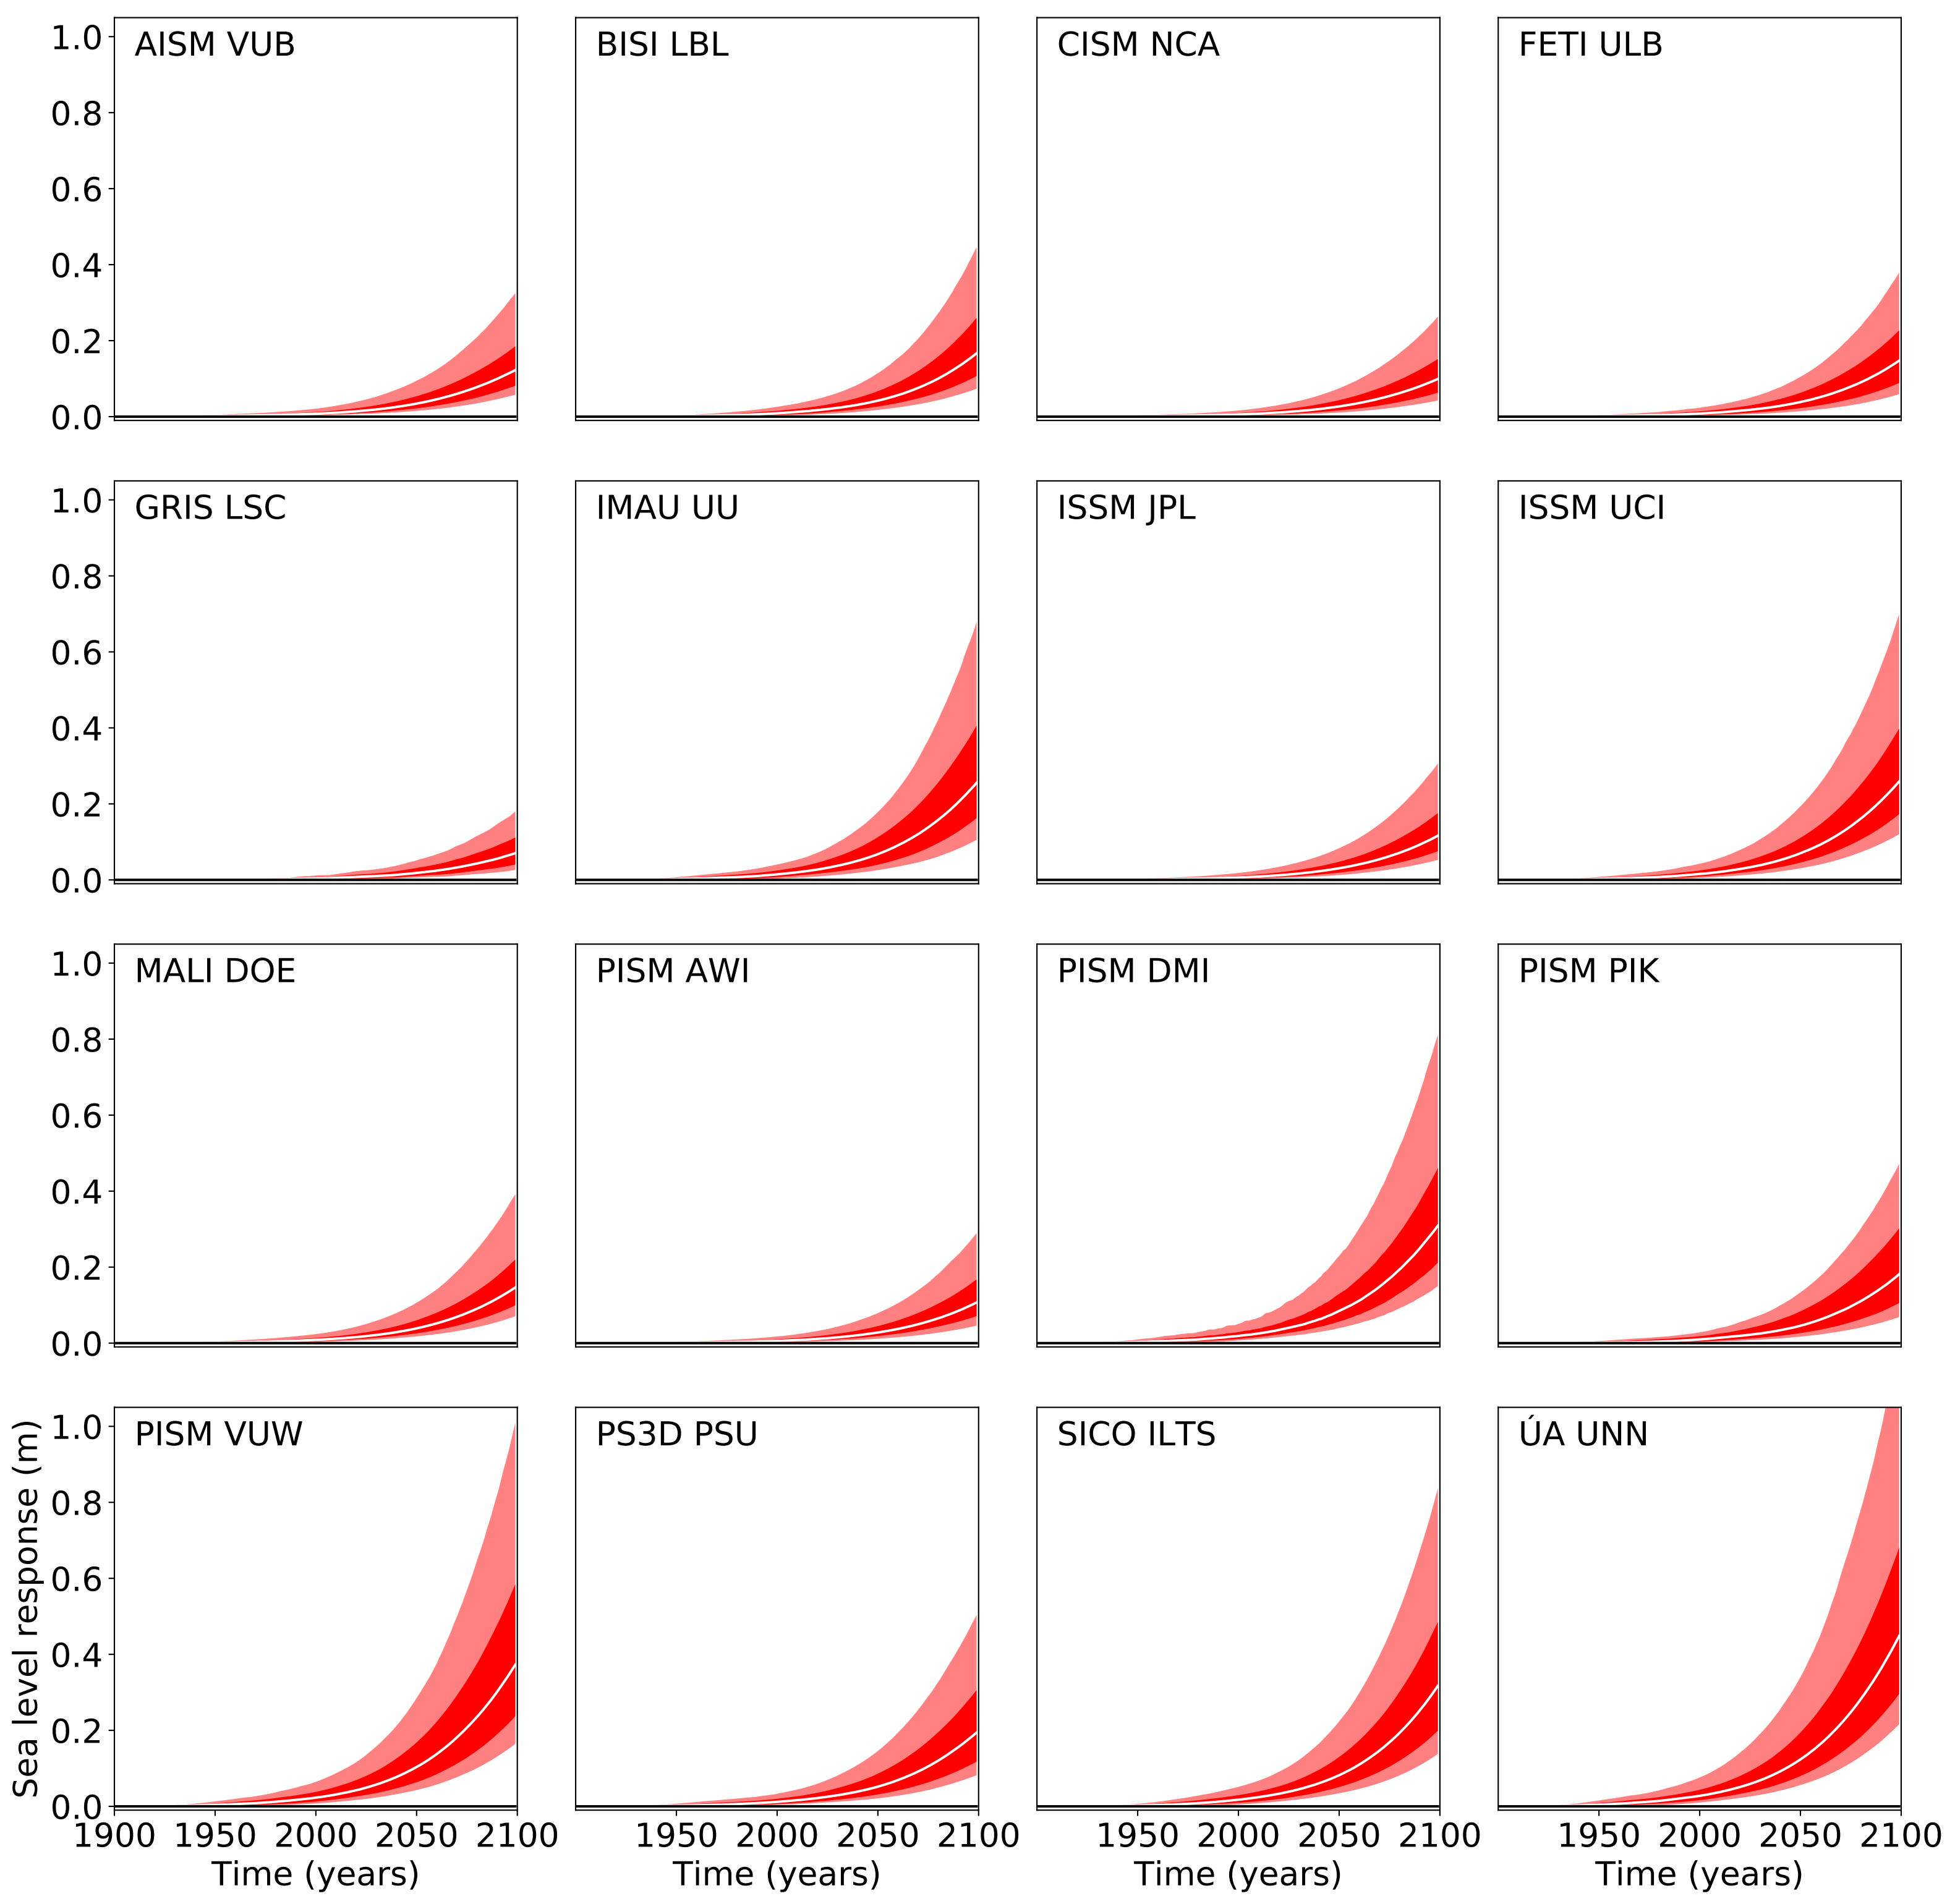 AISM VUB
BISI LBL
CISM NCA
FETI ULB
1.0
0.8
0.6
0.4
0.2
0.0
GRIS LSC
IMAU UU
ISSM JPL
ISSM UCI
1.0
0.8
0.6
0.4
0.2
0.0
MALI DOE
PISM AWI
PISM DMI
PISM PIK
1.0
0.8
0.6
0.4
0.2
0.0
PISM VUW
PS3D PSU
SICO ILTS
ÚA UNN
Sea level response (m)
1.0
0.8
0.6
0.4
0.2
0.0
1900 1950 2000 2050 2100
1950 2000 2050 2100
1950 2000 2050 2100
1950 2000 2050 2100
Time (years)
Time (years)
Time (years)
Time (years)